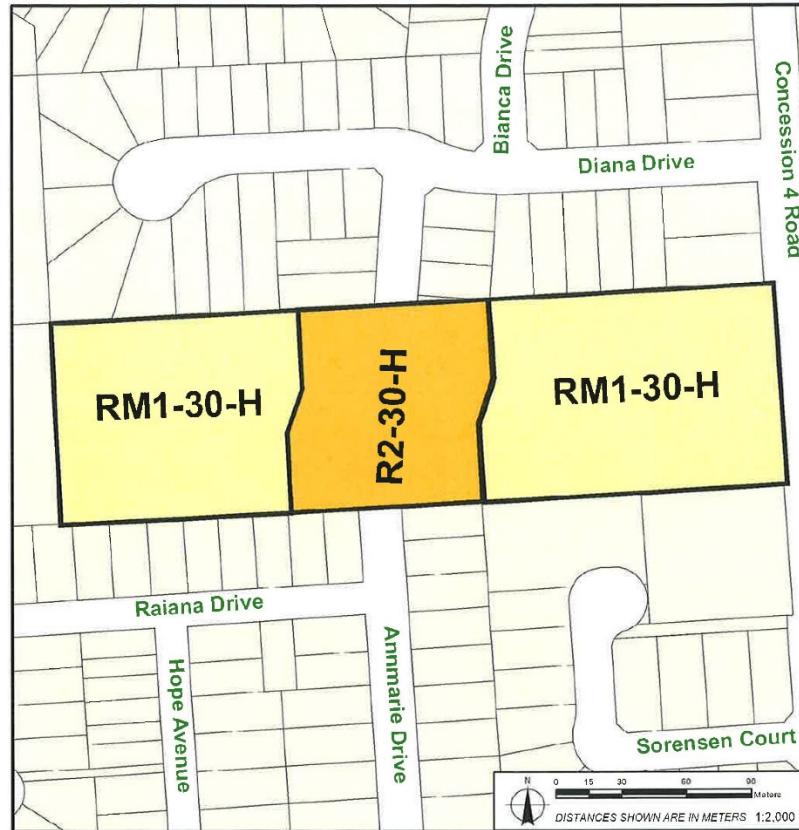 Bianca Drive
Concession 4 Road
Diana Drive
RM1-30-H
R2-30-H
RM1-30-H
Raiana Drive
Hope Avenue
Annmarie Drive
Sorensen Court
N
0 15 30 60 90
Meters
DISTANCES SHOWN ARE IN METERS 1:2,000